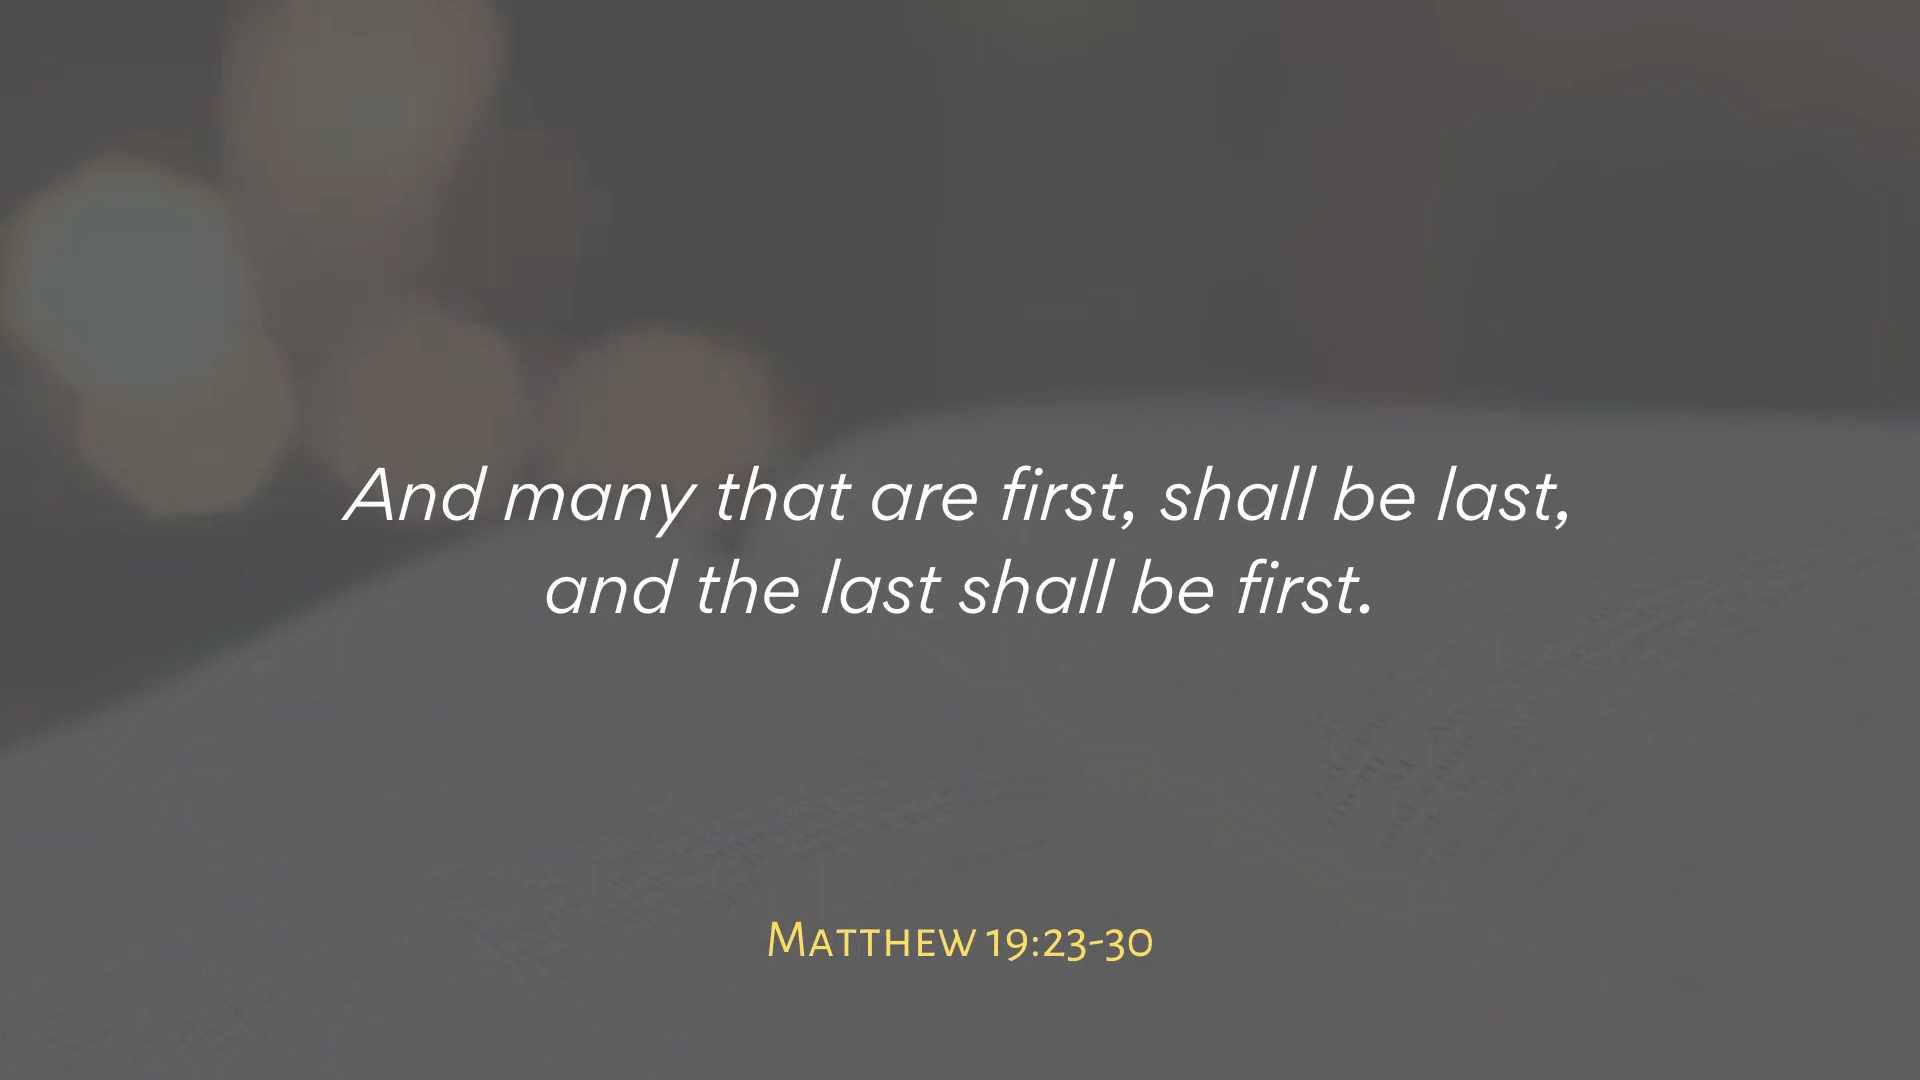 And many that are first, shall be last,
and the last shall be first.
Matthew 19:23-30